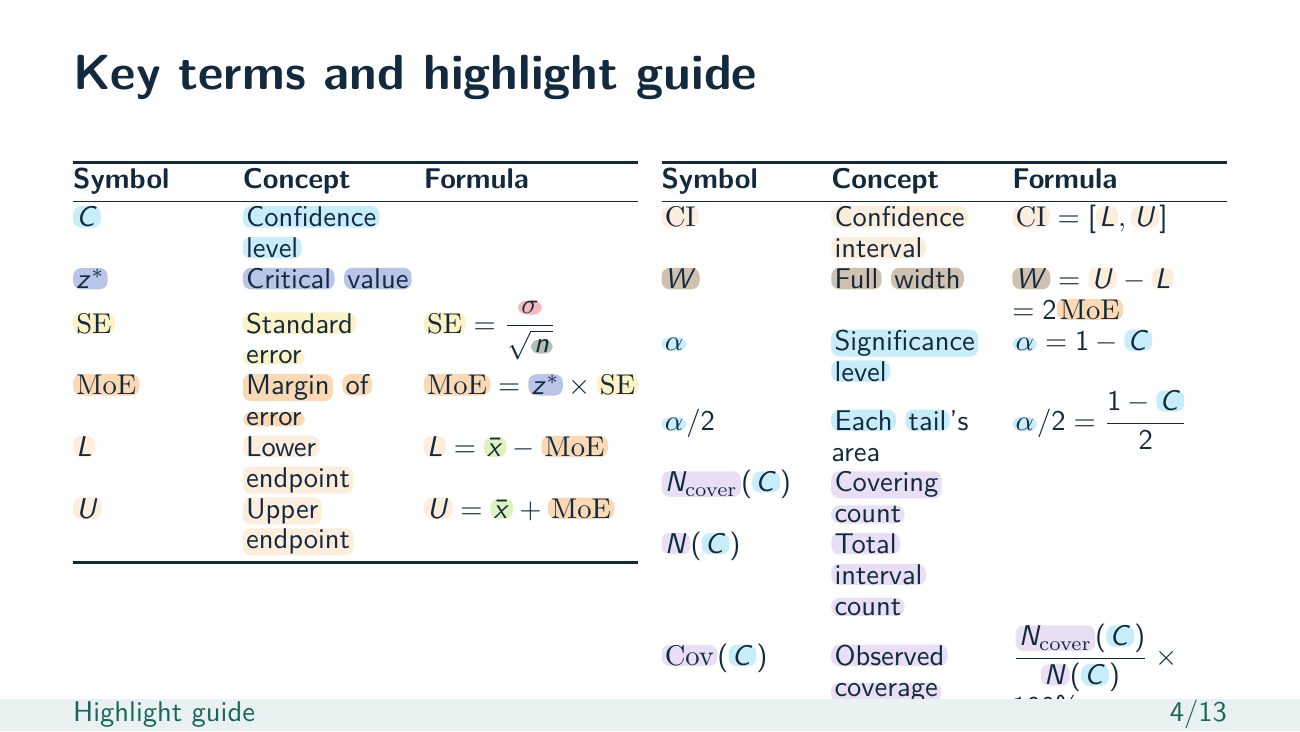 Key terms and highlight guide
Symbol Concept Formula
C Confidence
level
z* Critical value
SE Standard
error SE = σ/√n
MoE Margin of
error MoE = z* × SE
L Lower
endpoint L = x̄ − MoE
U Upper
endpoint U = x̄ + MoE
Symbol Concept Formula
CI Confidence
interval CI = [L, U]
W Full width W = U − L
= 2MoE
α Significance
level α = 1 − C
α/2 Each tail's
area α/2 = (1 − C)/2
N_cover(C) Covering
count
N(C) Total
interval
count
Cov(C) Observed
coverage N_cover(C)/N(C) ×
Highlight guide 4/13